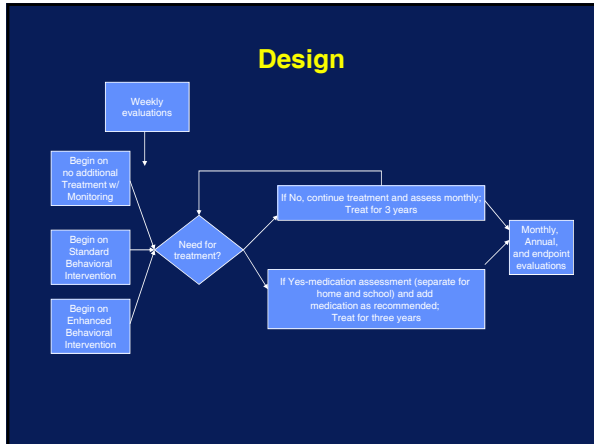 Design
Weekly
evaluations
Begin on
no additional
Treatment w/
Monitoring
Begin on
Standard
Behavioral
Intervention
Begin on
Enhanced
Behavioral
Intervention
Need for
treatment?
If No, continue treatment and assess monthly;
Treat for 3 years
If Yes-medication assessment (separate for
home and school) and add
medication as recommended;
Treat for three years
Monthly,
Annual,
and endpoint
evaluations